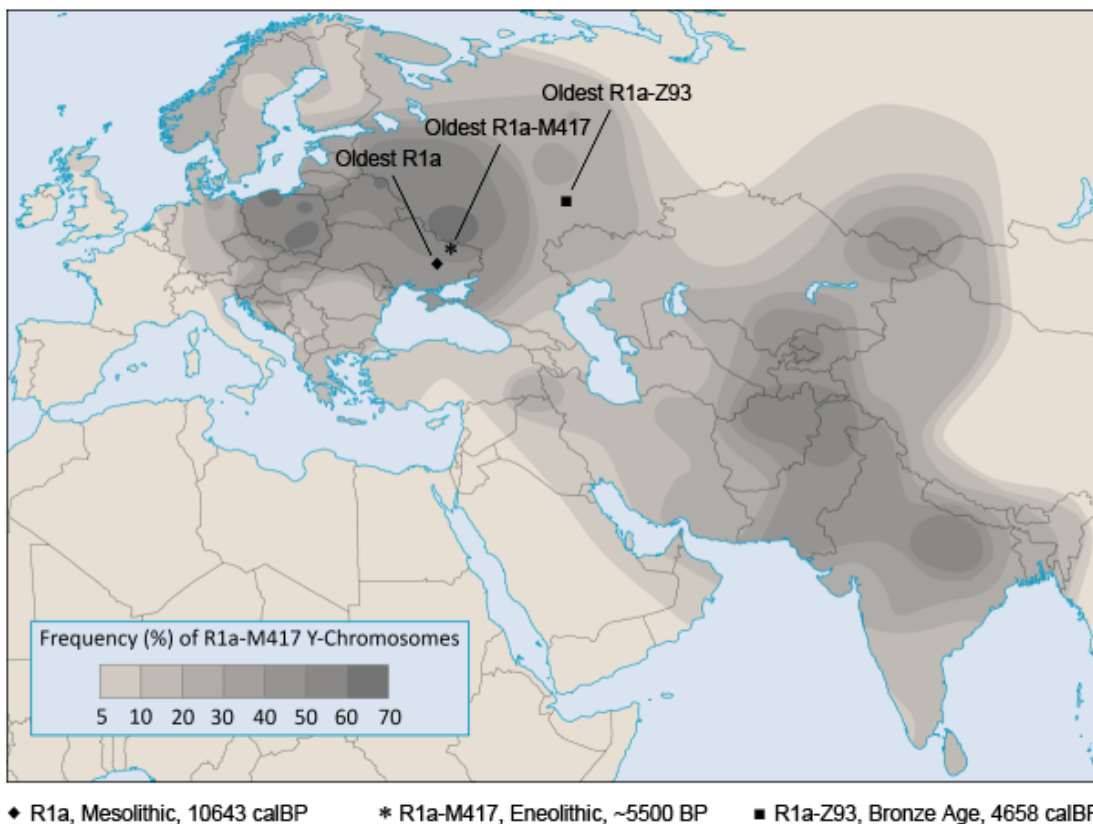 Oldest R1a-Z93
Oldest R1a-M417
Oldest R1a
Frequency (%) of R1a-M417 Y-Chromosomes
5 10 20 30 40 50 60 70
◆ R1a, Mesolithic, 10643 calBP * R1a-M417, Eneolithic, ~5500 BP ■ R1a-Z93, Bronze Age, 4658 calBP